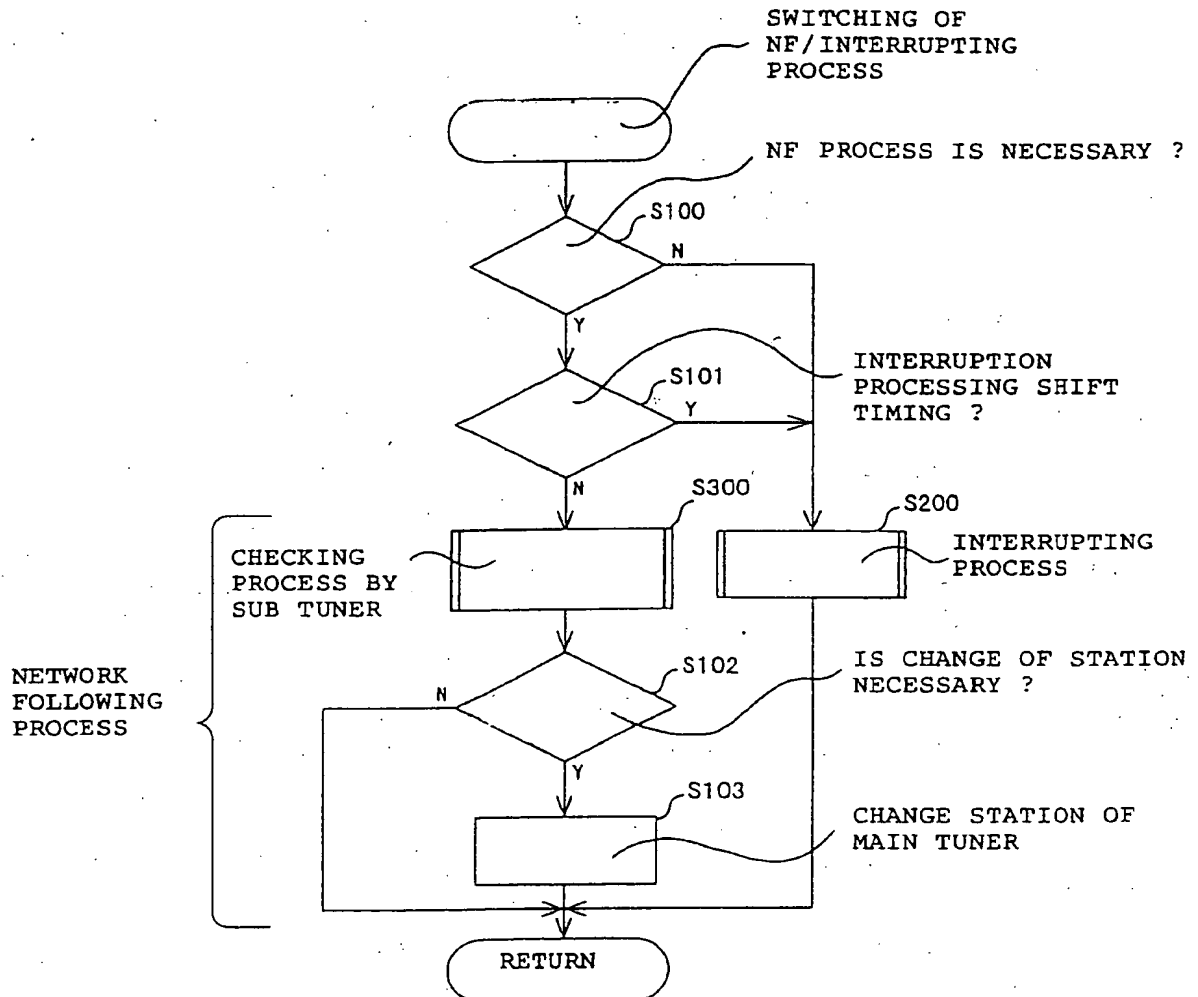 SWITCHING OF
NF/INTERRUPTING
PROCESS
NF PROCESS IS NECESSARY ?
S100
N
Y
INTERRUPTION
PROCESSING SHIFT
TIMING ?
S101
Y
N
S300
S200
CHECKING
PROCESS BY
SUB TUNER
INTERRUPTING
PROCESS
NETWORK
FOLLOWING
PROCESS
N
S102
IS CHANGE OF STATION
NECESSARY ?
Y
S103
CHANGE STATION OF
MAIN TUNER
RETURN